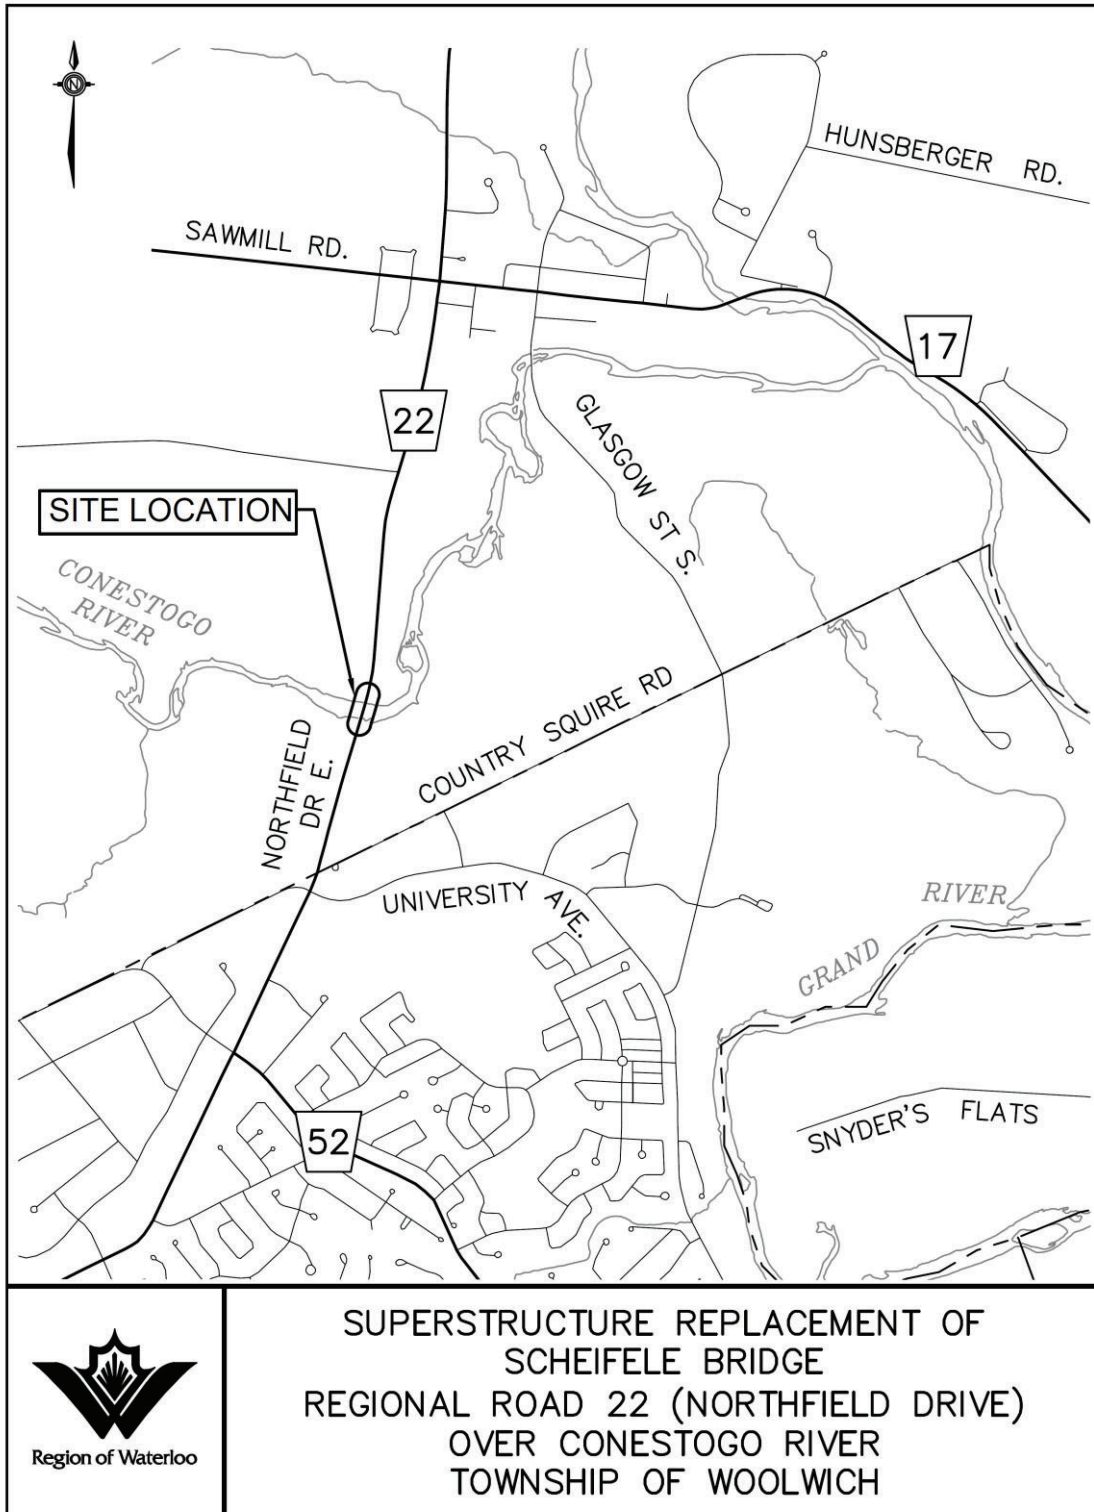 N
HUNSBERGER RD.
SAWMILL RD.
17
22
GLASGOW ST S.
SITE LOCATION
CONESTOGO
RIVER
COUNTRY SQUIRE RD
NORTHFIELD
DR E.
UNIVERSITY AVE.
RIVER
GRAND
52
SNYDER'S FLATS
Region of Waterloo
SUPERSTRUCTURE REPLACEMENT OF
SCHEIFELE BRIDGE
REGIONAL ROAD 22 (NORTHFIELD DRIVE)
OVER CONESTOGO RIVER
TOWNSHIP OF WOOLWICH